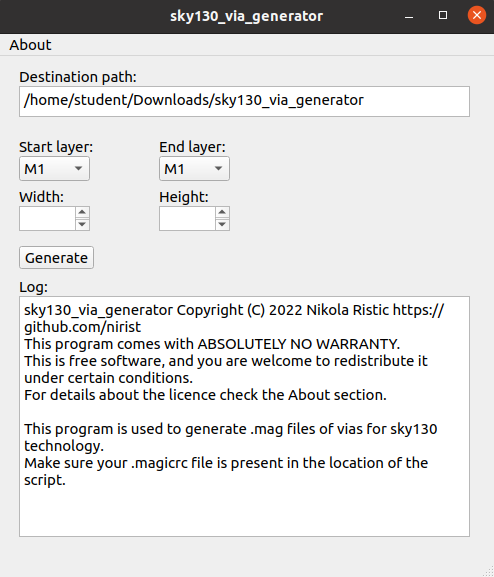 sky130_via_generator
About
Destination path:
/home/student/Downloads/sky130_via_generator
Start layer: End layer:
M1 M1
Width: Height:
Generate
Log:
sky130_via_generator Copyright (C) 2022 Nikola Ristic https://
github.com/nirist
This program comes with ABSOLUTELY NO WARRANTY.
This is free software, and you are welcome to redistribute it
under certain conditions.
For details about the licence check the About section.
This program is used to generate .mag files of vias for sky130
technology.
Make sure your .magicrc file is present in the location of the
script.